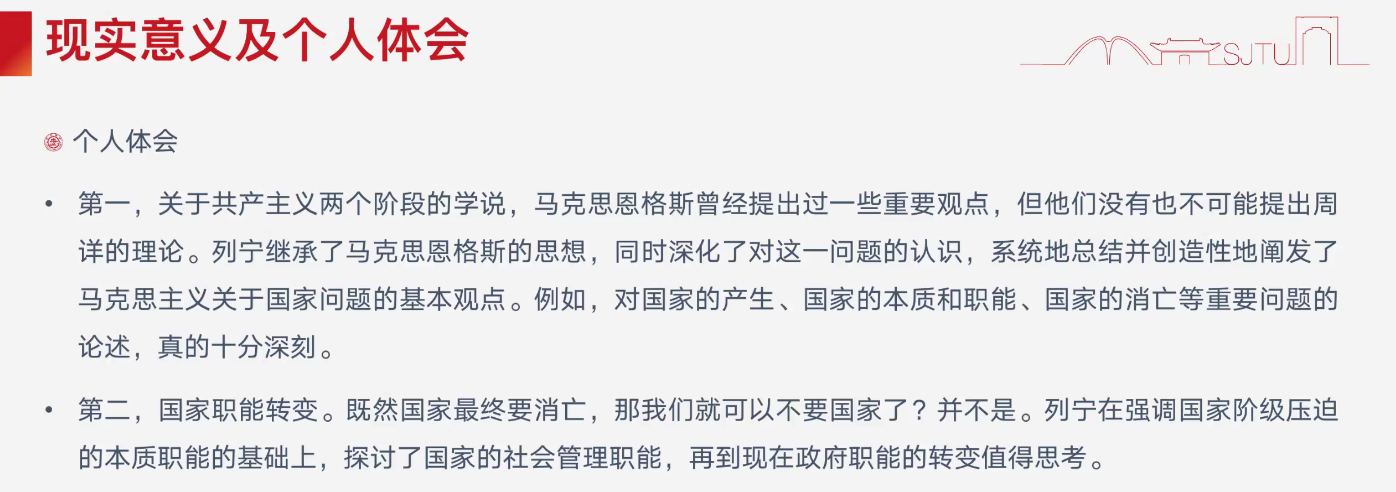 现实意义及个人体会
SJTU
个人体会
• 第一，关于共产主义两个阶段的学说，马克思恩格斯曾经提出过一些重要观点，但他们没有也不可能提出周
详的理论。列宁继承了马克思恩格斯的思想，同时深化了对这一问题的认识，系统地总结并创造性地阐发了
马克思主义关于国家问题的基本观点。例如，对国家的产生、国家的本质和职能、国家的消亡等重要问题的
论述，真的十分深刻。
• 第二，国家职能转变。既然国家最终要消亡，那我们就可以不要国家了？并不是。列宁在强调国家阶级压迫
的本质职能的基础上，探讨了国家的社会管理职能，再到现在政府职能的转变值得思考。